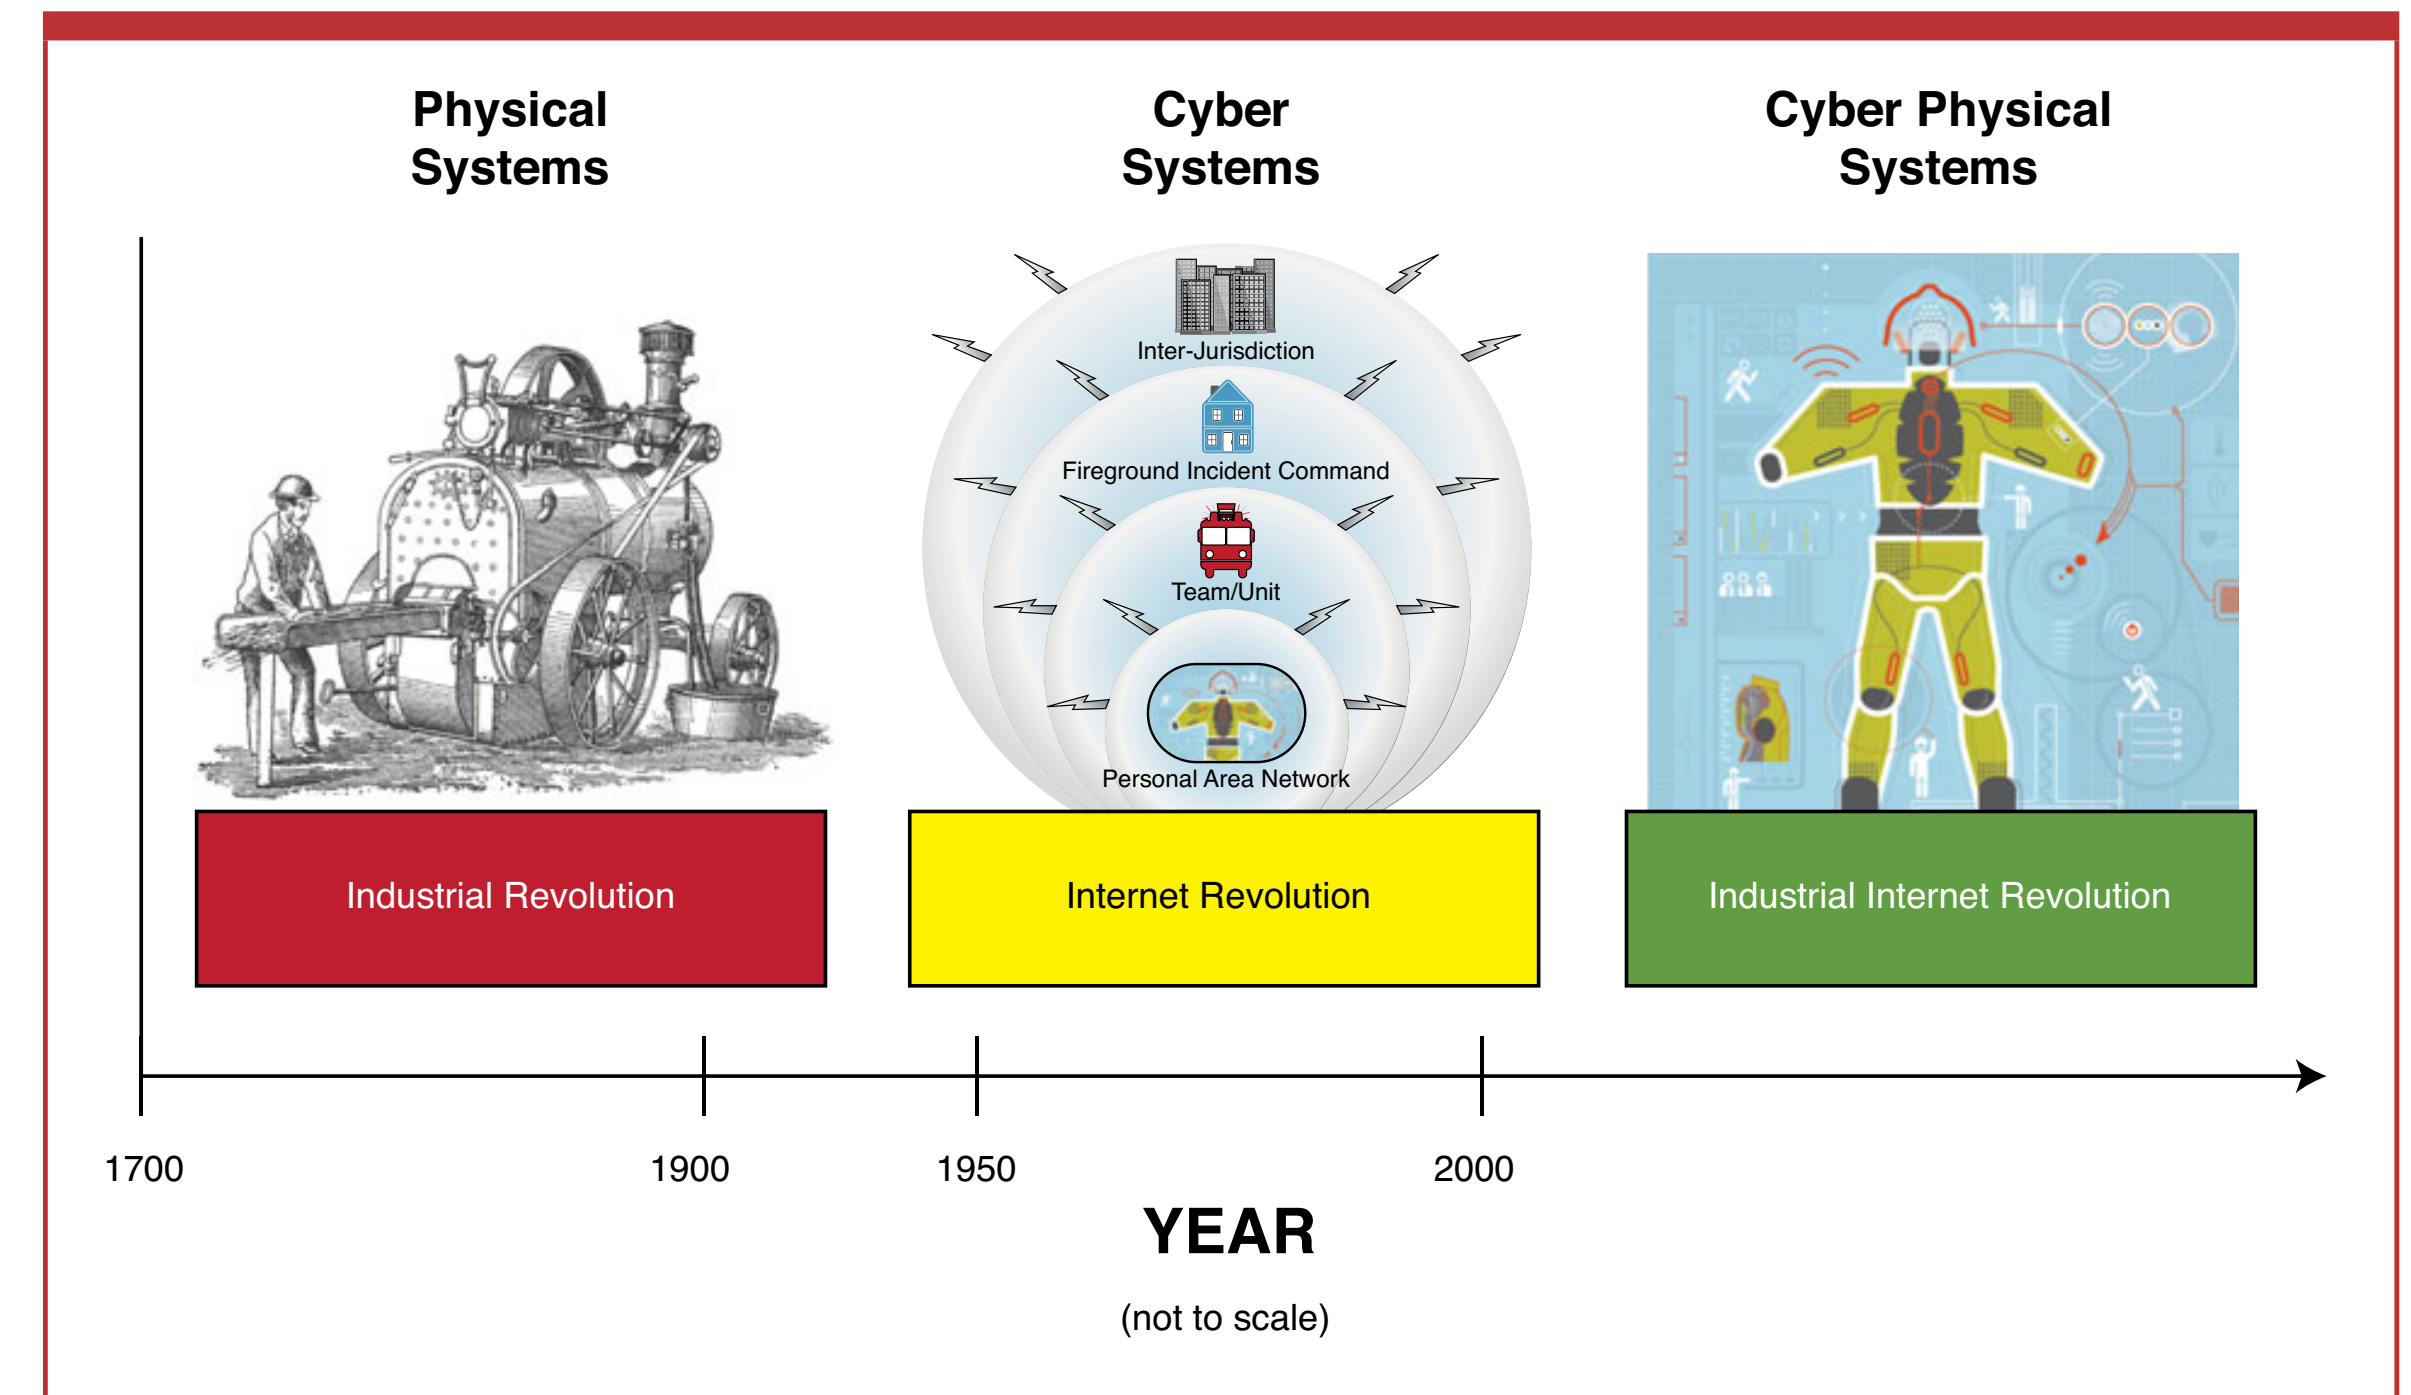 Physical
Systems
Cyber
Systems
Cyber Physical
Systems
Inter-Jurisdiction
Fireground Incident Command
Team/Unit
Personal Area Network
Industrial Revolution
Internet Revolution
Industrial Internet Revolution
1700
1900
1950
2000
YEAR
(not to scale)